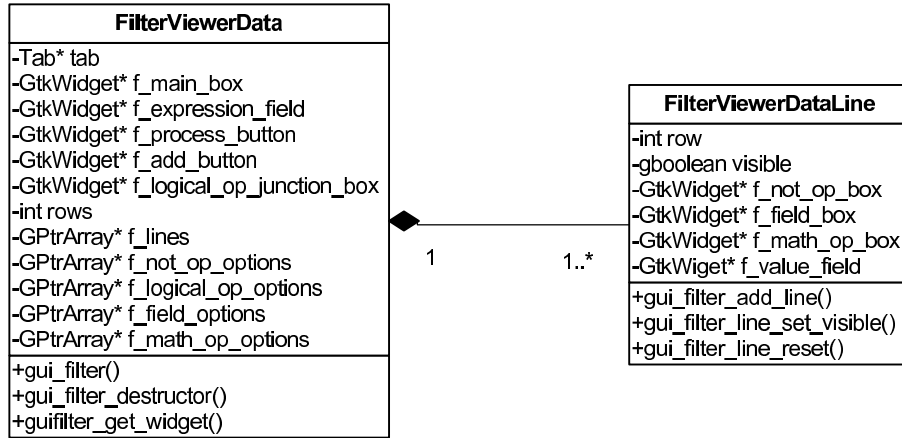 FilterViewerData
-Tab* tab
-GtkWidget* f_main_box
-GtkWidget* f_expression_field
-GtkWidget* f_process_button
-GtkWidget* f_add_button
-GtkWidget* f_logical_op_junction_box
-int rows
-GPtrArray* f_lines
-GPtrArray* f_not_op_options
-GPtrArray* f_logical_op_options
-GPtrArray* f_field_options
-GPtrArray* f_math_op_options
+gui_filter()
+gui_filter_destructor()
+guifilter_get_widget()
1
1..*
FilterViewerDataLine
-int row
-gboolean visible
-GtkWidget* f_not_op_box
-GtkWidget* f_field_box
-GtkWidget* f_math_op_box
-GtkWiget* f_value_field
+gui_filter_add_line()
+gui_filter_line_set_visible()
+gui_filter_line_reset()